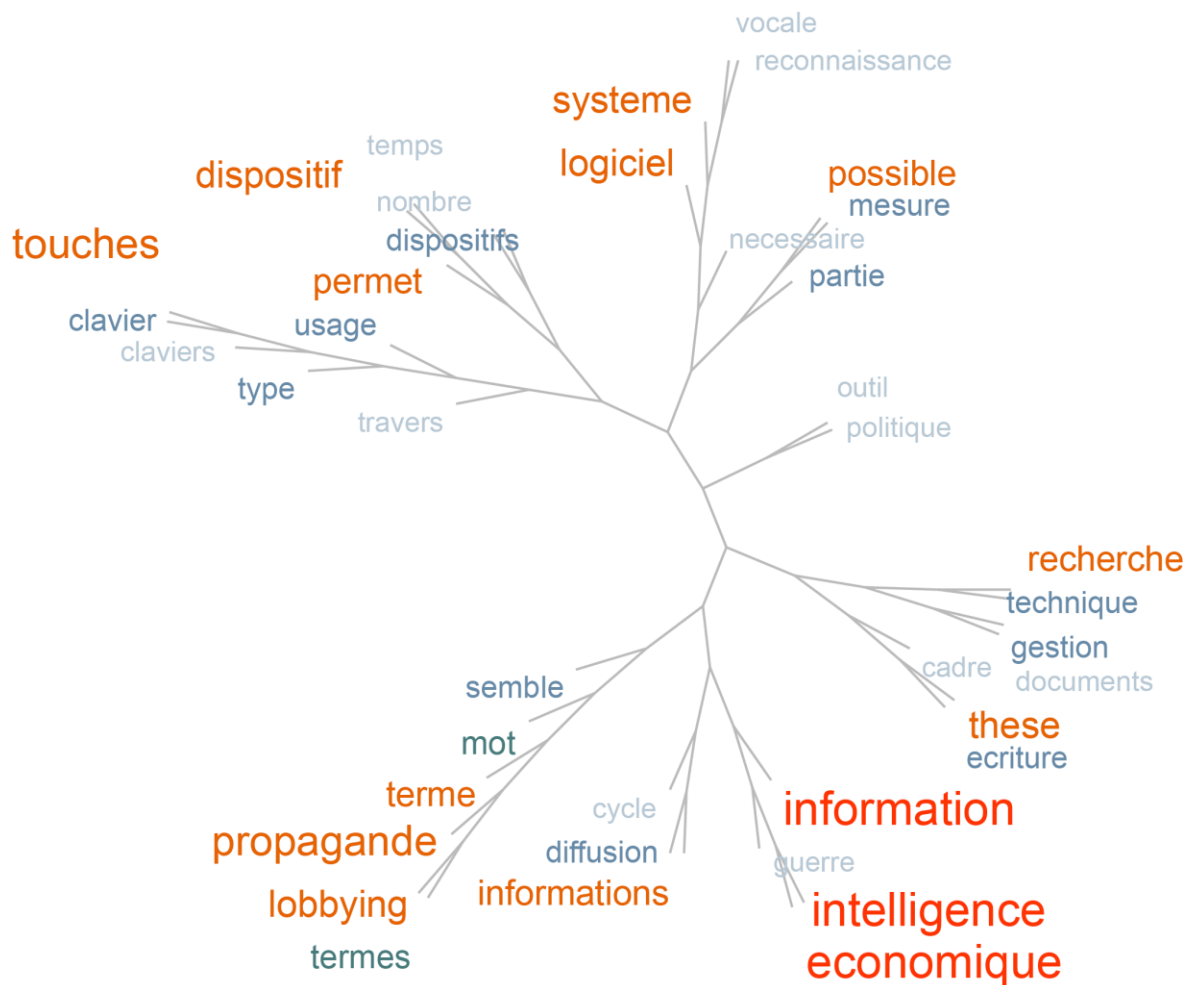 vocale
reconnaissance
systeme
temps
logiciel
dispositif
possible
nombre
mesure
dispositifs
necessaire
touches
partie
permet
clavier
usage
claviers
type
outil
travers
politique
recherche
technique
gestion
cadre
documents
semble
these
mot
ecriture
terme
cycle
information
propagande
diffusion
guerre
informations
lobbying
intelligence
termes
economique